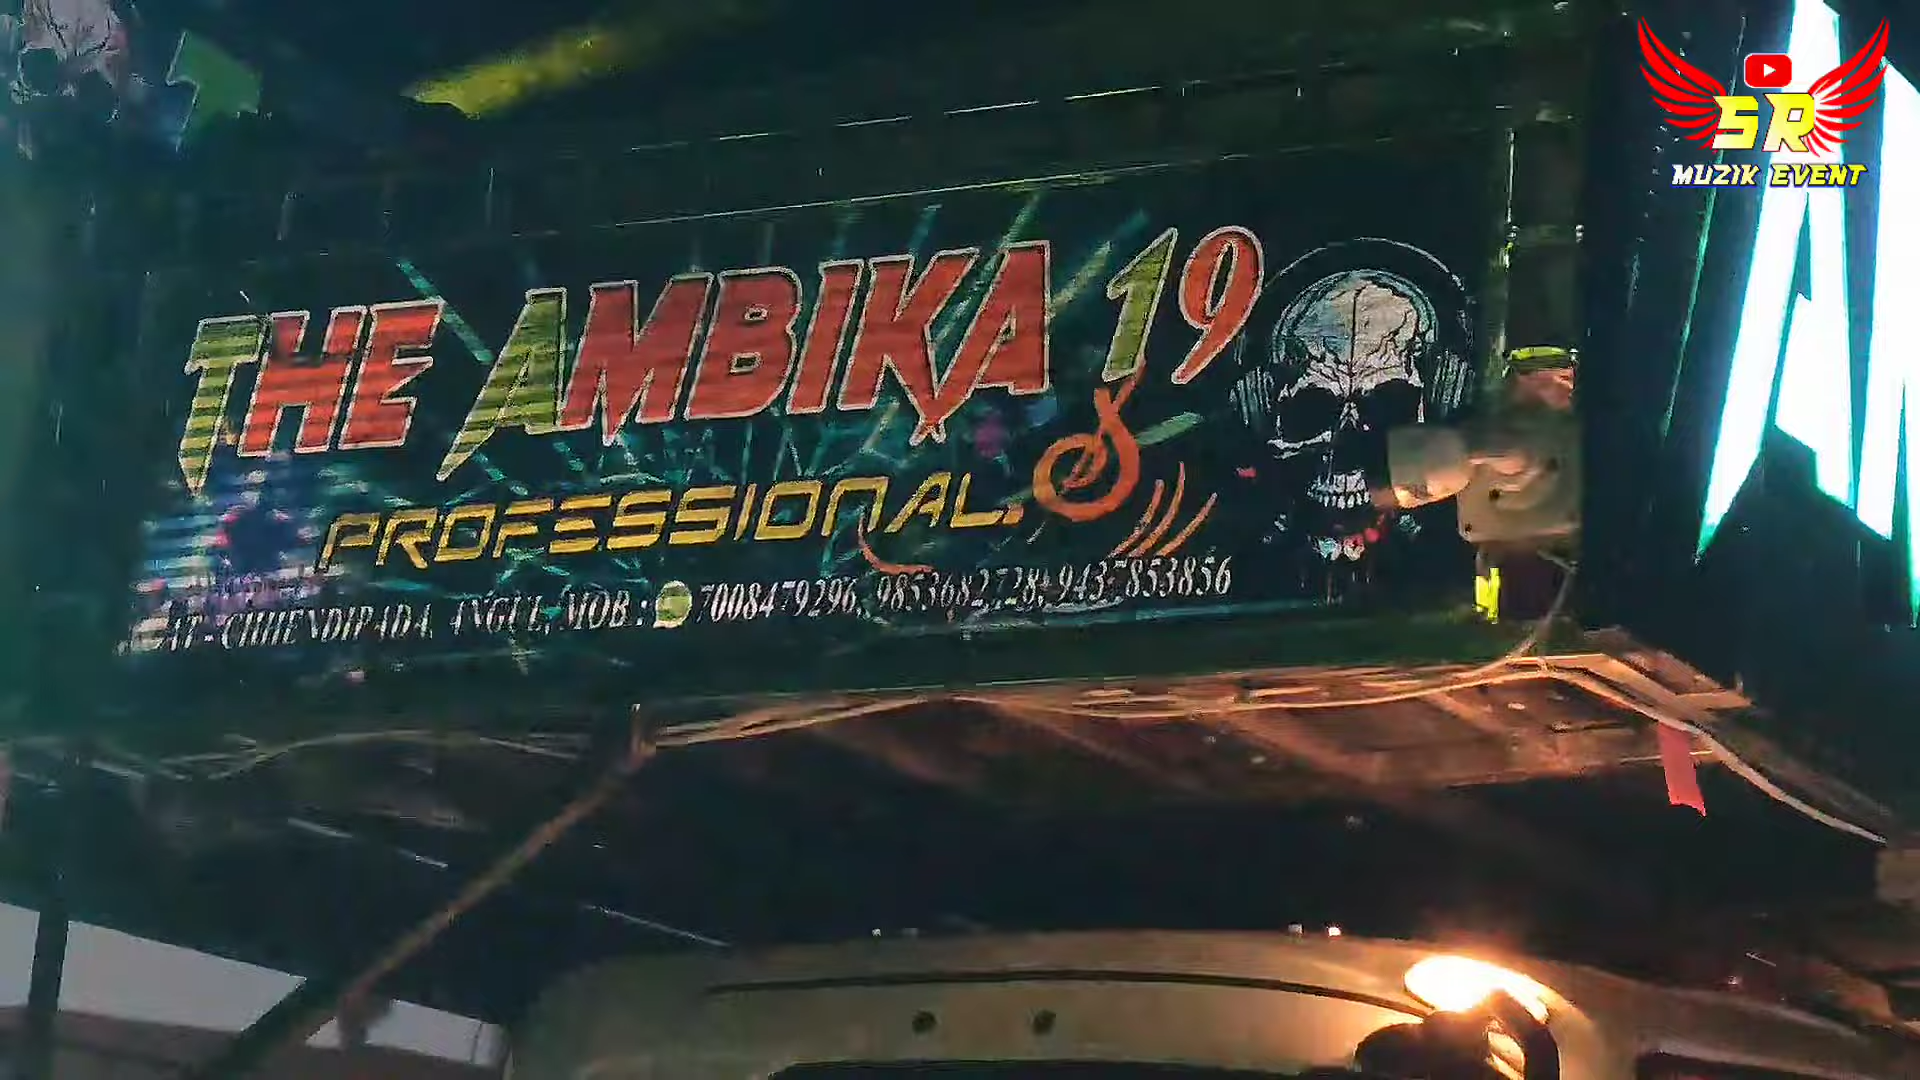 SR
MUZIK EVENT
THE AMBIKA 19
PROFESSIONAL.
AT - CHHENDIPADA, ANGUL, MOB.: 7008479296, 9853682728, 9437853856